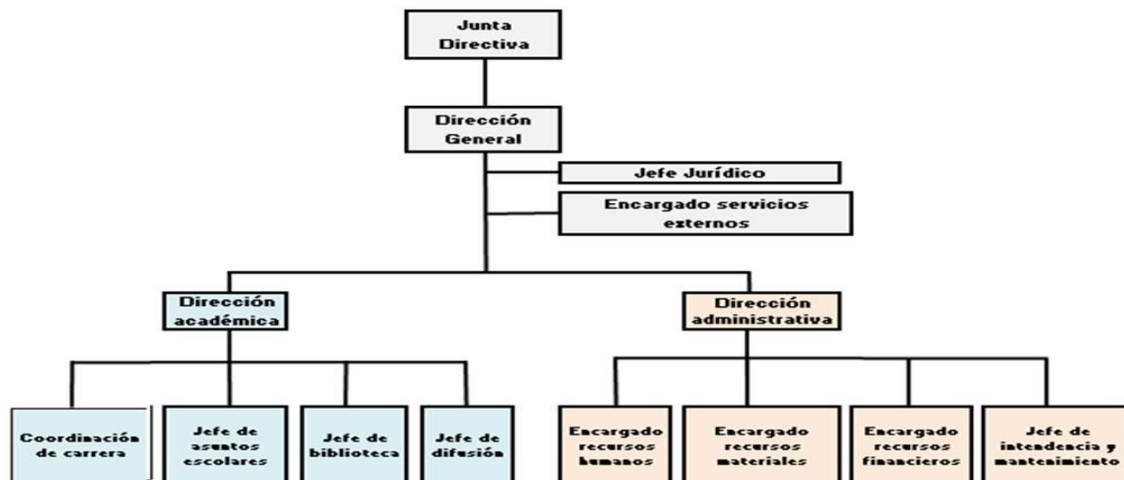 Junta
Directiva
Dirección
General
Jefe Jurídico
Encargado servicios
externos
Dirección
académica
Dirección
administrativa
Coordinación
de carrera
Jefe de
asuntos
escolares
Jefe de
biblioteca
Jefe de
difusión
Encargado
recursos
humanos
Encargado
recursos
materiales
Encargado
recursos
financieros
Jefe de
intendencia y
mantenimiento